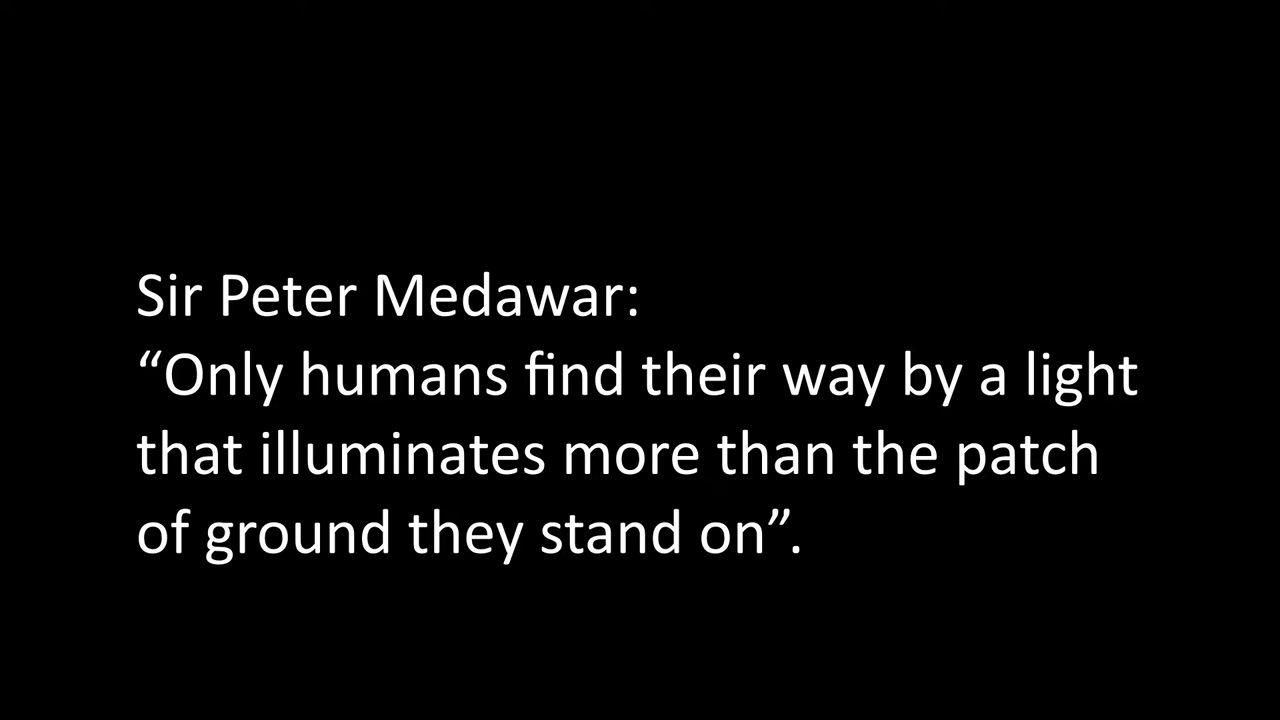 Sir Peter Medawar:
“Only humans find their way by a light
that illuminates more than the patch
of ground they stand on”.